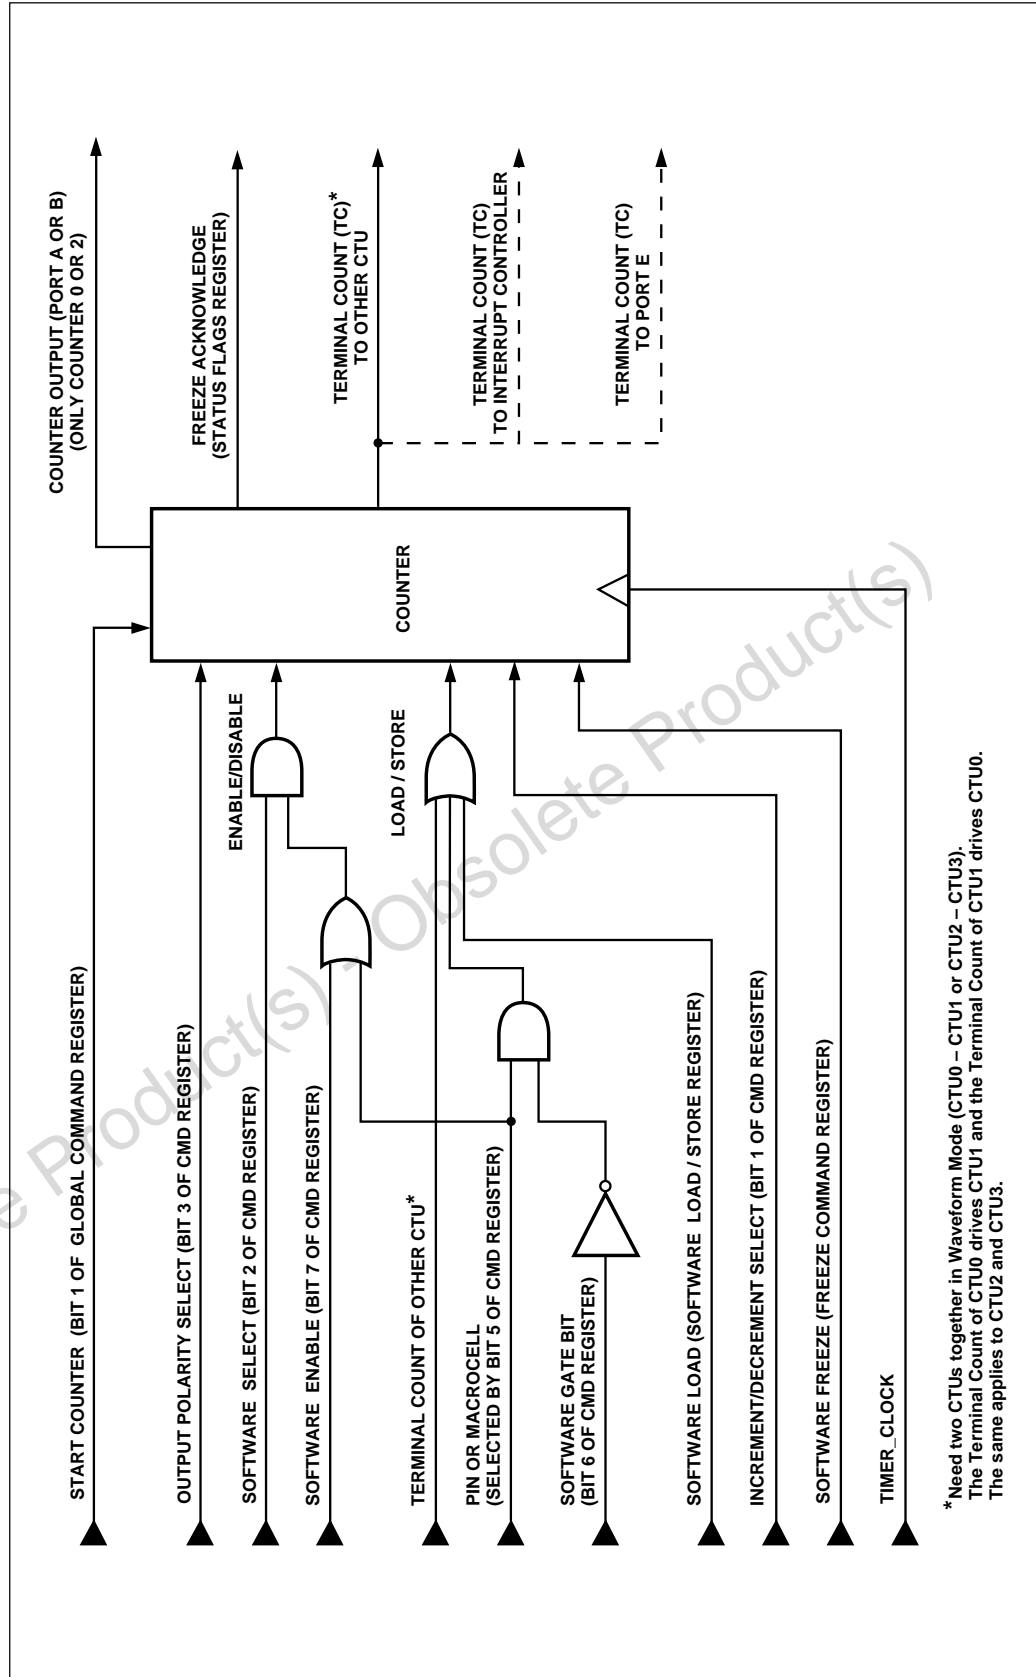 START COUNTER (BIT 1 OF GLOBAL COMMAND REGISTER)
OUTPUT POLARITY SELECT (BIT 3 OF CMD REGISTER)
SOFTWARE SELECT (BIT 2 OF CMD REGISTER)
SOFTWARE ENABLE (BIT 7 OF CMD REGISTER)
TERMINAL COUNT OF OTHER CTU*
PIN OR MACROCELL
(SELECTED BY BIT 5 OF CMD REGISTER)
SOFTWARE GATE BIT
(BIT 6 OF CMD REGISTER)
SOFTWARE LOAD (SOFTWARE LOAD / STORE REGISTER)
INCREMENT/DECREMENT SELECT (BIT 1 OF CMD REGISTER)
SOFTWARE FREEZE (FREEZE COMMAND REGISTER)
TIMER_CLOCK
ENABLE/DISABLE
LOAD / STORE
COUNTER
COUNTER OUTPUT (PORT A OR B)
(ONLY COUNTER 0 OR 2)
FREEZE ACKNOWLEDGE
(STATUS FLAGS REGISTER)
TERMINAL COUNT (TC)*
TO OTHER CTU
TERMINAL COUNT (TC)
TO INTERRUPT CONTROLLER
TERMINAL COUNT (TC)
TO PORT E
*Need two CTUs together in Waveform Mode (CTU0 – CTU1 or CTU2 – CTU3).
The Terminal Count of CTU0 drives CTU1 and the Terminal Count of CTU1 drives CTU0.
The same applies to CTU2 and CTU3.
e Product(s) - Obsolete Product(s)